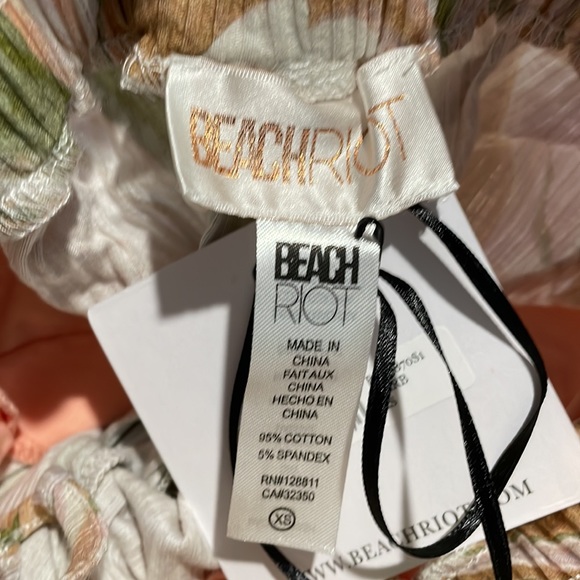 BEACHRIOT
BEACH
RIOT
MADE IN
CHINA
FAIT AUX
CHINA
HECHO EN
CHINA
95% COTTON
5% SPANDEX
RN#128811
CA#32350
XS
WWW.BEACHRIOT.COM